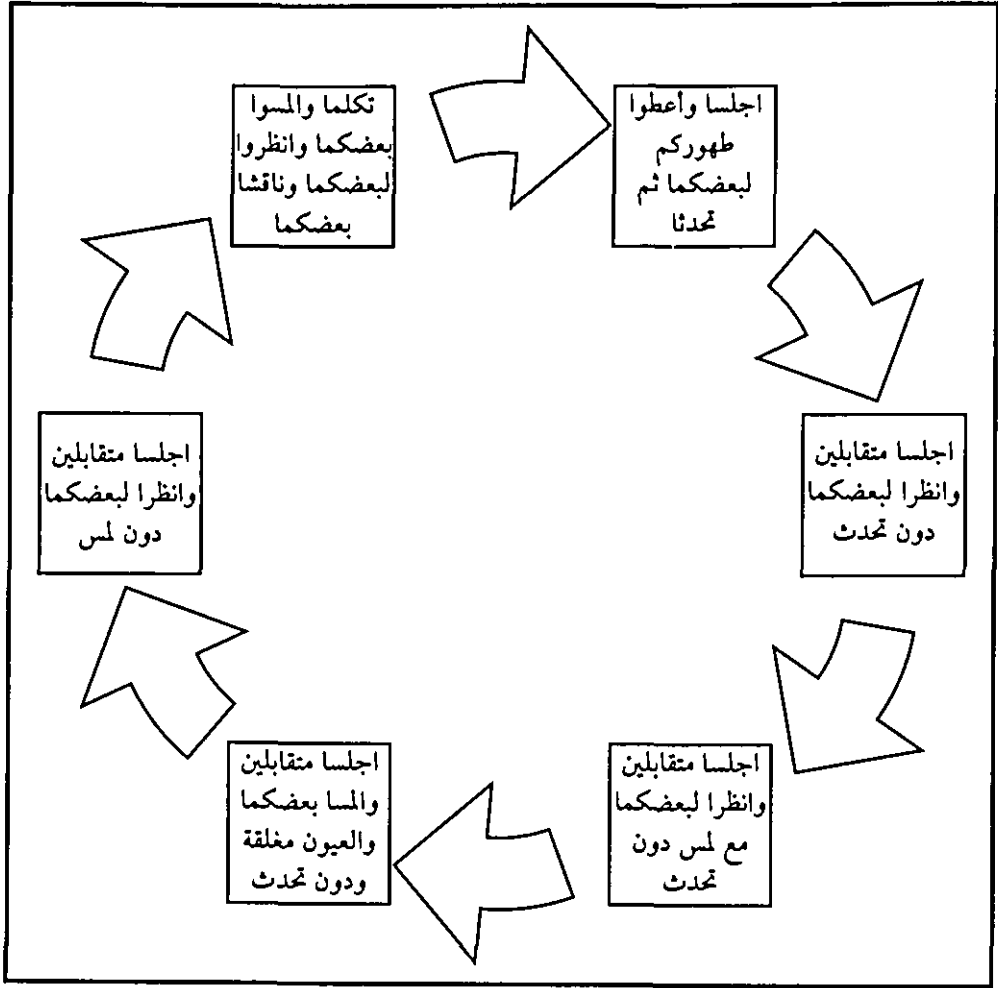 تكلما والمسوا
بعضكما وانظروا
لبعضكما وناقشا
بعضكما
اجلسا وأعطوا
طهوركم
لبعضكما ثم
تحدثا
اجلسا متقابلين
وانظرا لبعضكما
دون تحدث
اجلسا متقابلين
وانظرا لبعضكما
مع لمس دون
تحدث
اجلسا متقابلين
والمسا بعضكما
والعيون مغلقة
ودون تحدث
اجلسا متقابلين
وانظرا لبعضكما
دون لمس